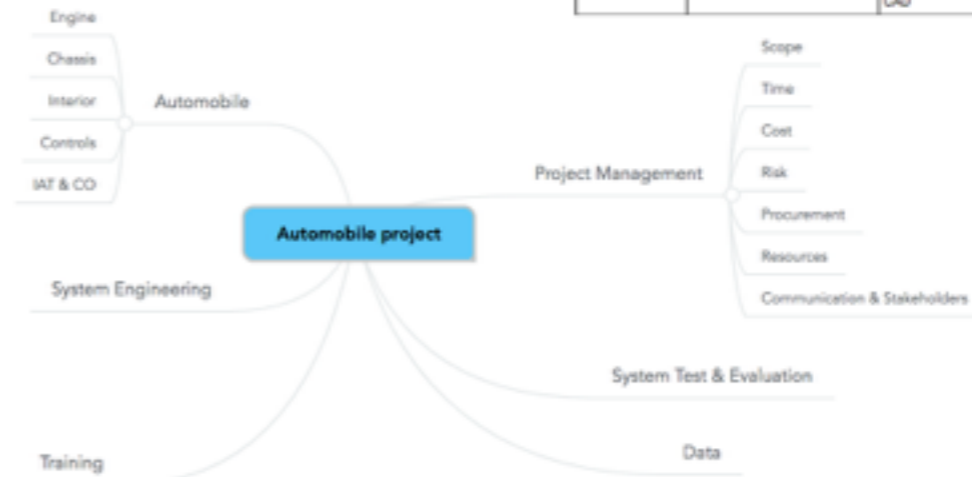 Engine
Chassis
Interior
Controls
IAT & CO
Automobile
Automobile project
System Engineering
Training
Project Management
Scope
Time
Cost
Risk
Procurement
Resources
Communication & Stakeholders
System Test & Evaluation
Data